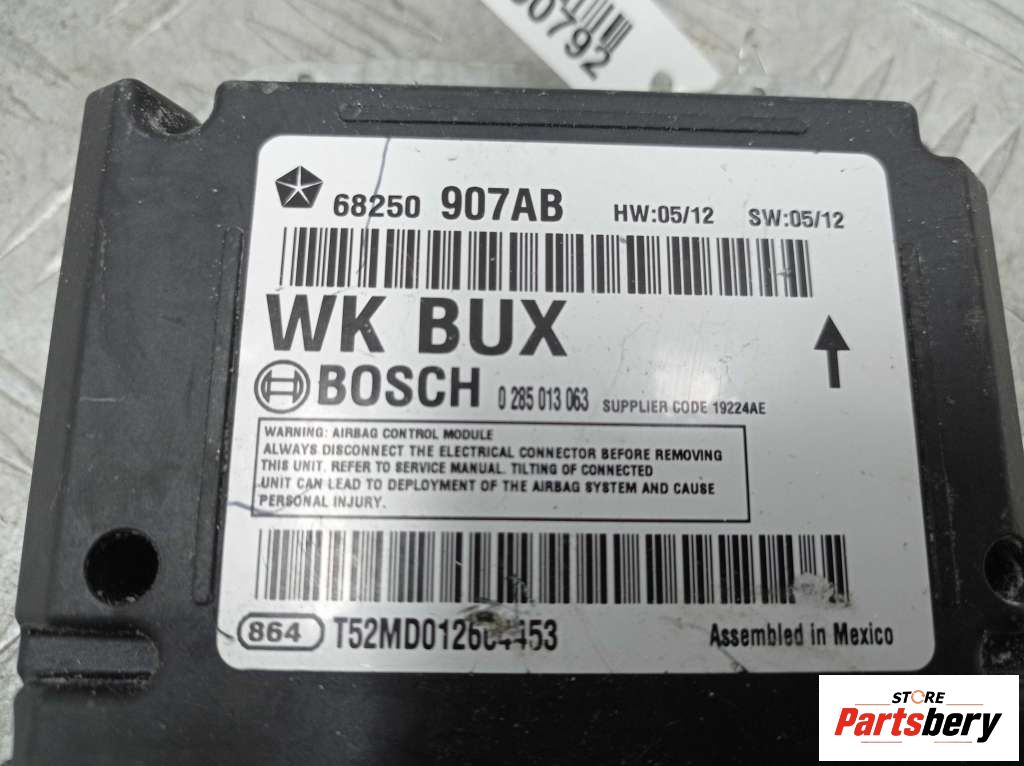 0792
68250 907AB HW:05/12 SW:05/12
WK BUX
BOSCH 0 285 013 063 SUPPLIER CODE 19224AE
WARNING: AIRBAG CONTROL MODULE
ALWAYS DISCONNECT THE ELECTRICAL CONNECTOR BEFORE REMOVING
THIS UNIT. REFER TO SERVICE MANUAL. TILTING OF CONNECTED
UNIT CAN LEAD TO DEPLOYMENT OF THE AIRBAG SYSTEM AND CAUSE
PERSONAL INJURY.
864 Assembled in Mexico
STORE
Partsbery